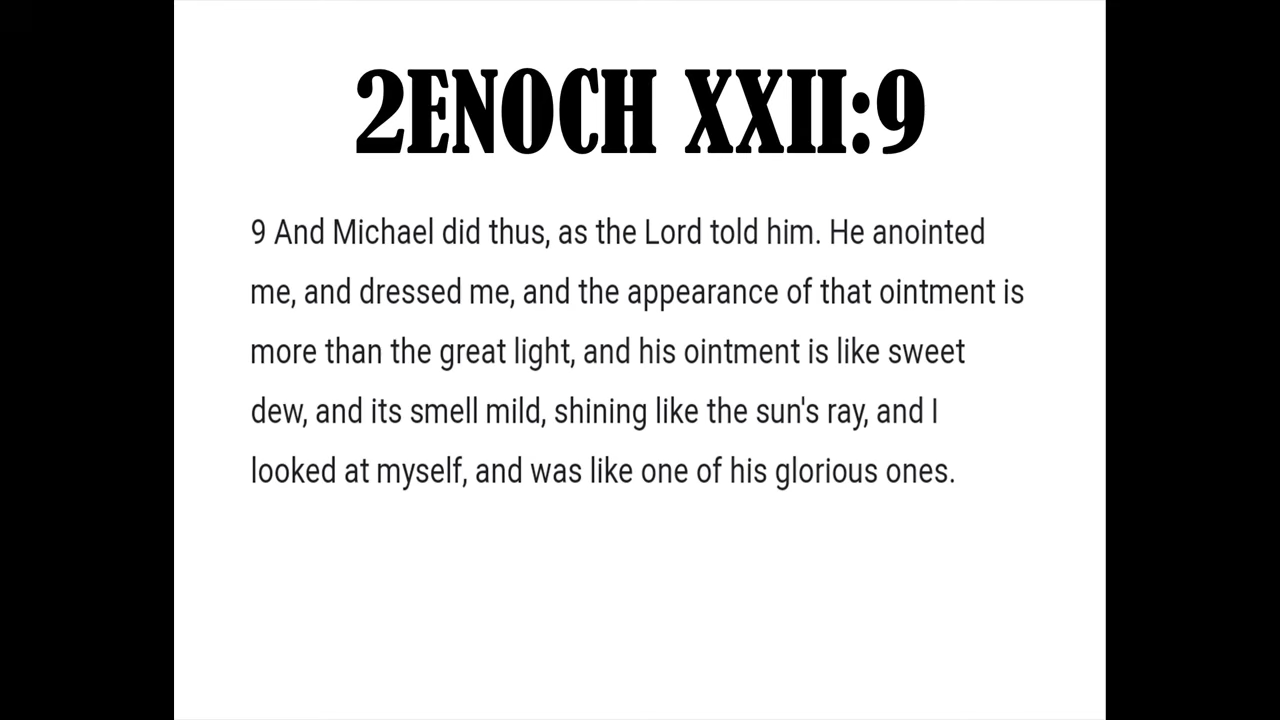 2ENOCH XXII:9
9 And Michael did thus, as the Lord told him. He anointed
me, and dressed me, and the appearance of that ointment is
more than the great light, and his ointment is like sweet
dew, and its smell mild, shining like the sun's ray, and I
looked at myself, and was like one of his glorious ones.